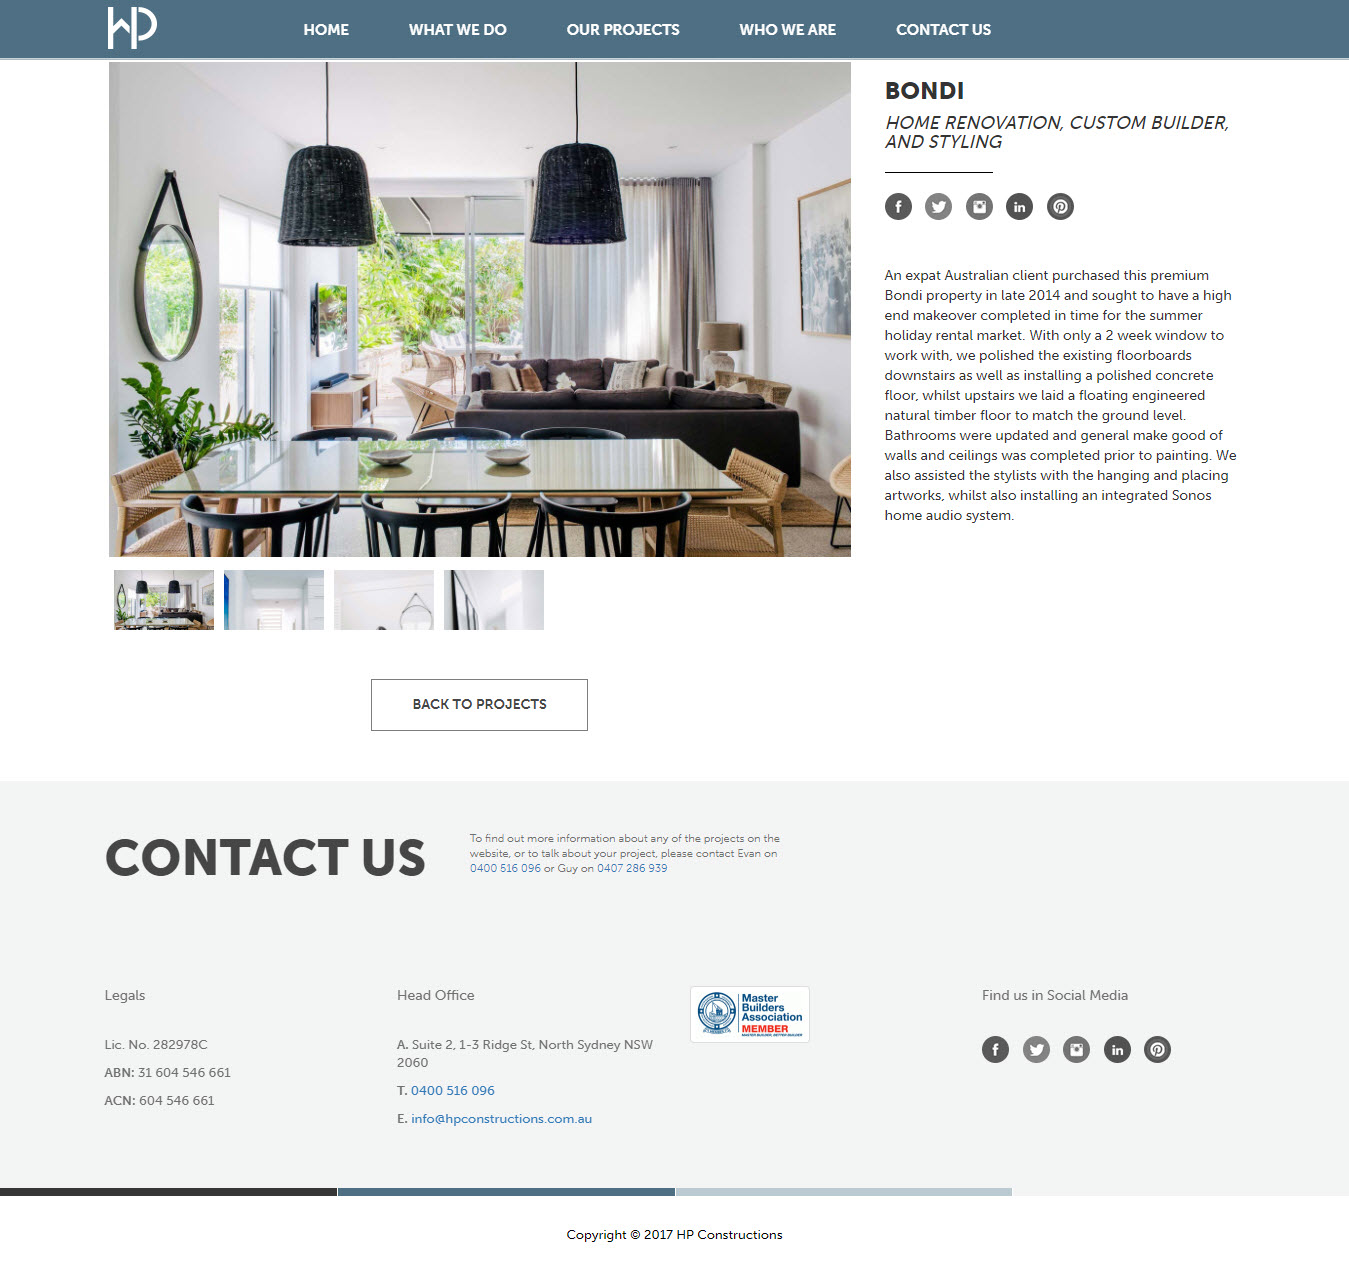 HP
HOME
WHAT WE DO
OUR PROJECTS
WHO WE ARE
CONTACT US
BONDI
HOME RENOVATION, CUSTOM BUILDER,
AND STYLING
An expat Australian client purchased this premium
Bondi property in late 2014 and sought to have a high
end makeover completed in time for the summer
holiday rental market. With only a 2 week window to
work with, we polished the existing floorboards
downstairs as well as installing a polished concrete
floor, whilst upstairs we laid a floating engineered
natural timber floor to match the ground level.
Bathrooms were updated and general make good of
walls and ceilings was completed prior to painting. We
also assisted the stylists with the hanging and placing
artworks, whilst also installing an integrated Sonos
home audio system.
BACK TO PROJECTS
CONTACT US
To find out more information about any of the projects on the
website, or to talk about your project, please contact Evan on
0400 516 096 or Guy on 0407 286 939
Legals
Lic. No. 282978C
ABN: 31 604 546 661
ACN: 604 546 661
Head Office
A. Suite 2, 1-3 Ridge St, North Sydney NSW
2060
T. 0400 516 096
E. info@hpconstructions.com.au
Master
Builders
Association
MEMBER
MASTER BUILDER, BETTER BUILDER
Find us in Social Media
Copyright © 2017 HP Constructions